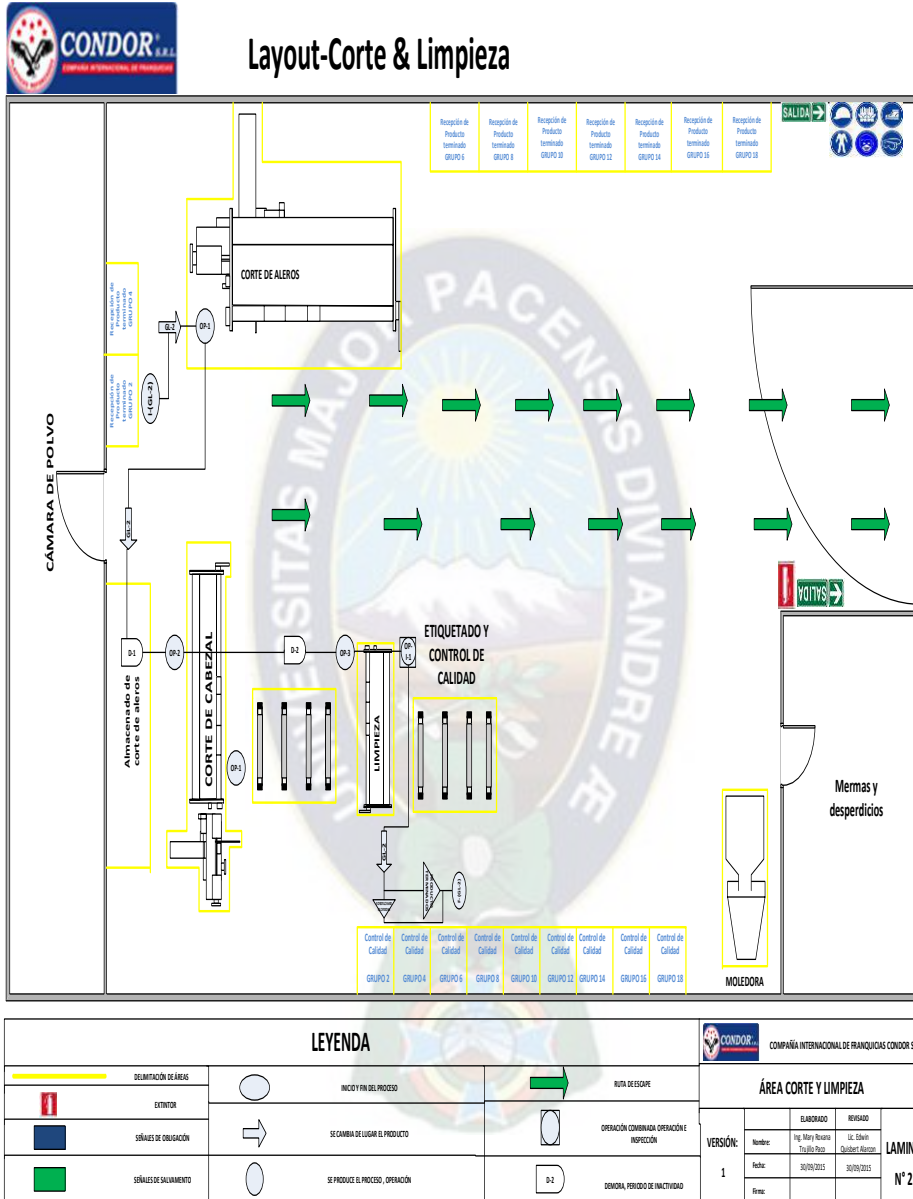 CONDOR S.R.L.
COMPAÑIA INTERNACIONAL DE FRANQUICIAS
Layout-Corte & Limpieza
Recepción de
Producto
terminado
GRUPO 6
Recepción de
Producto
terminado
GRUPO 8
Recepción de
Producto
terminado
GRUPO 10
Recepción de
Producto
terminado
GRUPO 12
Recepción de
Producto
terminado
GRUPO 14
Recepción de
Producto
terminado
GRUPO 16
Recepción de
Producto
terminado
GRUPO 18
SALIDA
CORTE DE ALEROS
Recepción de
Producto
terminado
GRUPO 4
Recepción de
Producto
terminado
GRUPO 2
I-(GL-2)
GL-2
OP-1
CÁMARA DE POLVO
GL-2
SALIDA
UNIVERSITAS MAJOR PACENSIS DIVI ANDRE Æ
D-1
OP-2
CORTE DE CABEZAL
D-2
OP-3
OP-
I-1
ETIQUETADO Y
CONTROL DE
CALIDAD
Almacenado de
corte de aleros
OP-1
LIMPIEZA
Mermas y
desperdicios
GL-2
F-(GL-2)
MOLEDORA
Control de
Calidad
GRUPO 2
Control de
Calidad
GRUPO 4
Control de
Calidad
GRUPO 6
Control de
Calidad
GRUPO 8
Control de
Calidad
GRUPO 10
Control de
Calidad
GRUPO 12
Control de
Calidad
GRUPO 14
Control de
Calidad
GRUPO 16
Control de
Calidad
GRUPO 18
LEYENDA
DELIMITACIÓN DE ÁREAS
EXTINTOR
SEÑALES DE OBLIGACIÓN
SEÑALES DE SALVAMENTO
INICIO Y FIN DEL PROCESO
SE CAMBIA DE LUGAR EL PRODUCTO
SE PRODUCE EL PROCESO , OPERACIÓN
RUTA DE ESCAPE
OPERACIÓN COMBINADA OPERACIÓN E
INSPECCIÓN
D-2
DEMORA, PERIODO DE INACTIVIDAD
CONDOR S.R.L.
COMPAÑÍA INTERNACIONAL DE FRANQUICIAS CONDOR S
ÁREA CORTE Y LIMPIEZA
VERSIÓN:
1
ELABORADO
REVISADO
Nombre:
Ing. Mary Roxana
Trujillo Paco
Lic. Edwin
Quisbert Alarcon
Fecha:
30/09/2015
30/09/2015
Firma:
LAMIN
N° 2